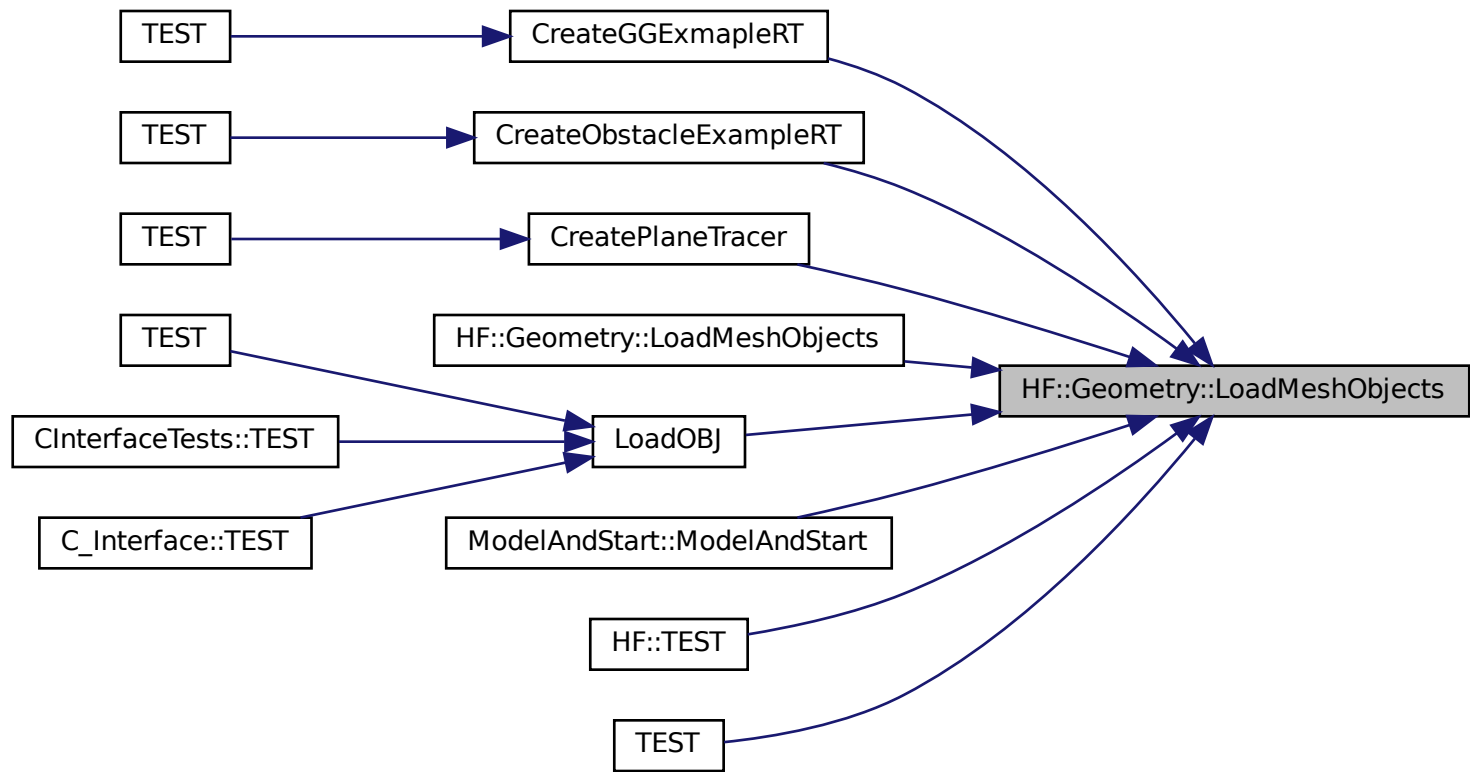 TEST
CreateGGExmapleRT
TEST
CreateObstacleExampleRT
TEST
CreatePlaneTracer
TEST
HF::Geometry::LoadMeshObjects
HF::Geometry::LoadMeshObjects
CInterfaceTests::TEST
LoadOBJ
C_Interface::TEST
ModelAndStart::ModelAndStart
HF::TEST
TEST